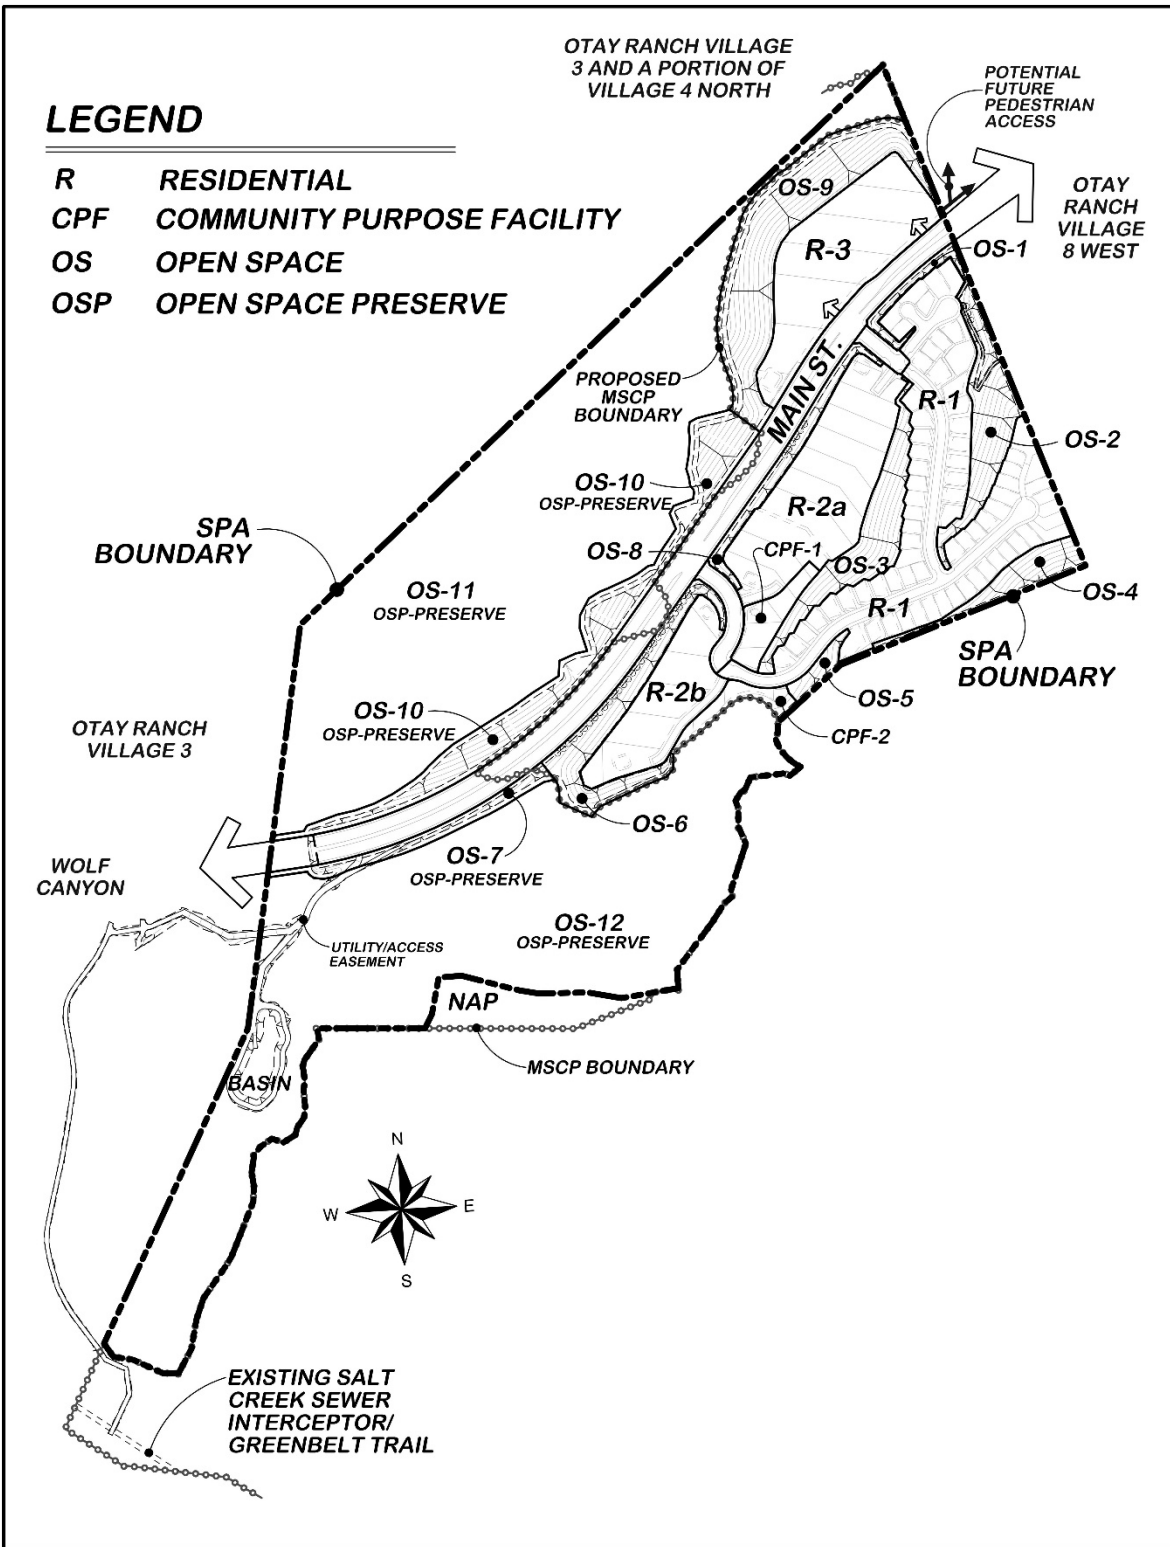 OTAY RANCH VILLAGE
3 AND A PORTION OF
VILLAGE 4 NORTH
POTENTIAL
FUTURE
PEDESTRIAN
ACCESS
LEGEND
R RESIDENTIAL
CPF COMMUNITY PURPOSE FACILITY
OS OPEN SPACE
OSP OPEN SPACE PRESERVE
OTAY
RANCH
VILLAGE
8 WEST
OS-9
R-3
OS-1
MAIN ST.
PROPOSED
MSCP
BOUNDARY
R-1
OS-2
OS-10
OSP-PRESERVE
R-2a
SPA
BOUNDARY
OS-8
CPF-1
OS-3
OS-11
OSP-PRESERVE
R-1
OS-4
SPA
BOUNDARY
R-2b
OS-5
OS-10
OSP-PRESERVE
OTAY RANCH
VILLAGE 3
CPF-2
OS-6
OS-7
OSP-PRESERVE
WOLF
CANYON
OS-12
OSP-PRESERVE
UTILITY/ACCESS
EASEMENT
NAP
MSCP BOUNDARY
BASIN
N
W
E
S
EXISTING SALT
CREEK SEWER
INTERCEPTOR/
GREENBELT TRAIL